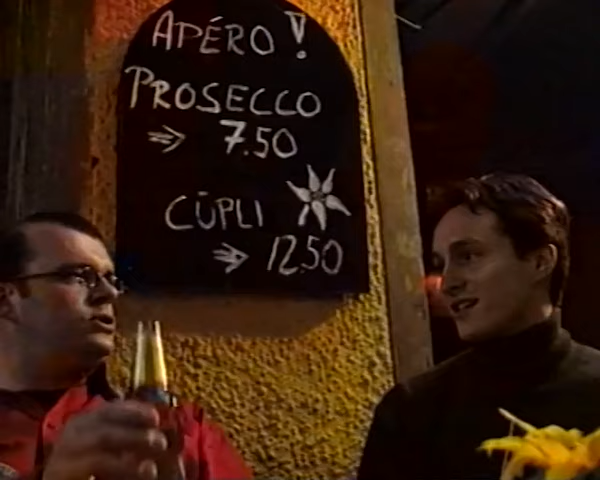 APÉRO!
PROSECCO
⇒ 7.50
CÜPLI
⇒ 12.50